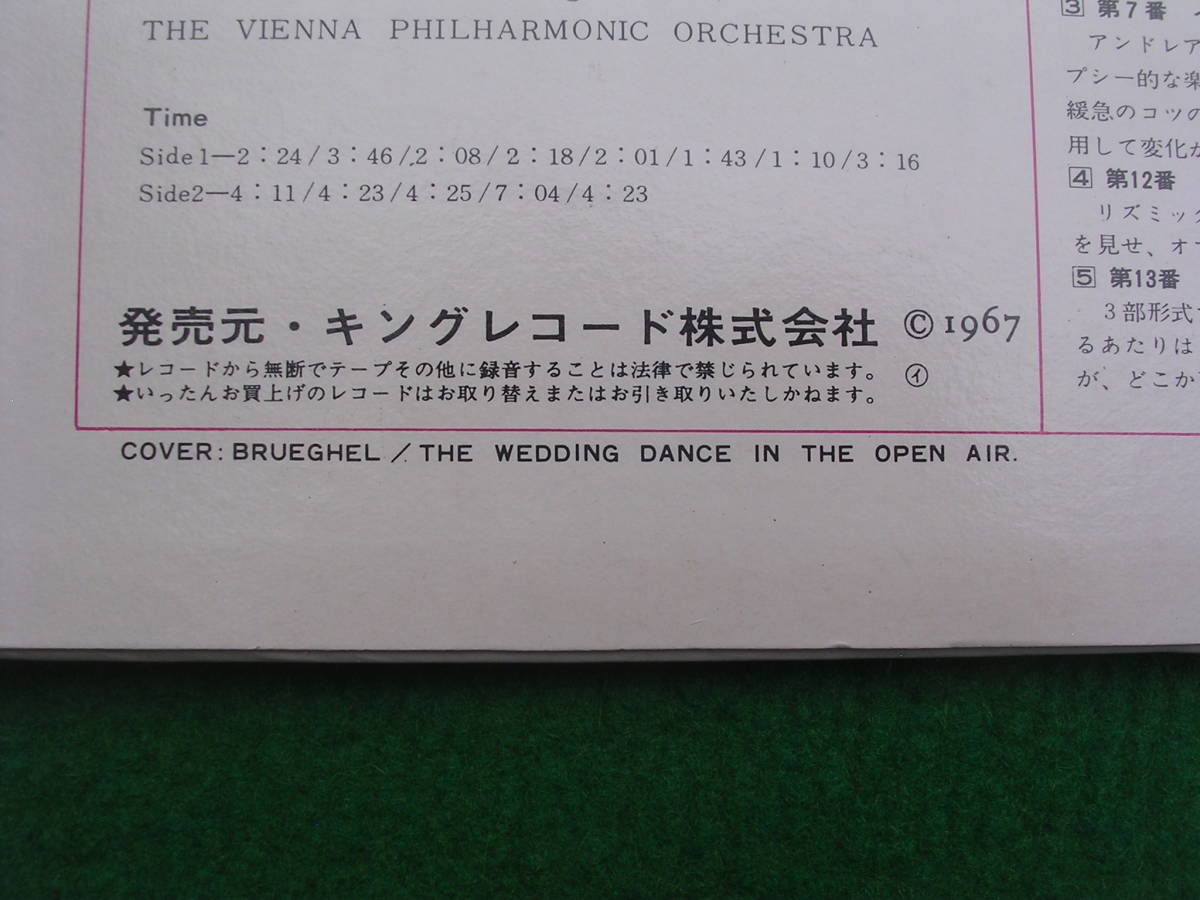 THE VIENNA PHILHARMONIC ORCHESTRA
Time
Side 1—2：24/3：46/2：08/2：18/2：01/1：43/1：10/3：16
Side2—4：11/4：23/4：25/7：04/4：23
発売元・キングレコード株式会社 © 1967
★レコードから無断でテープその他に録音することは法律で禁じられています。 ㋑
★いったんお買上げのレコードはお取り替えまたはお引き取りいたしかねます。
COVER: BRUEGHEL / THE WEDDING DANCE IN THE OPEN AIR.
3 第7番
アンドレア
プシー的な楽
緩急のコツの
用して変化が
4 第12番
リズミッ
を見せ、オ
5 第13番
3部形式
るあたりは
が、どこか